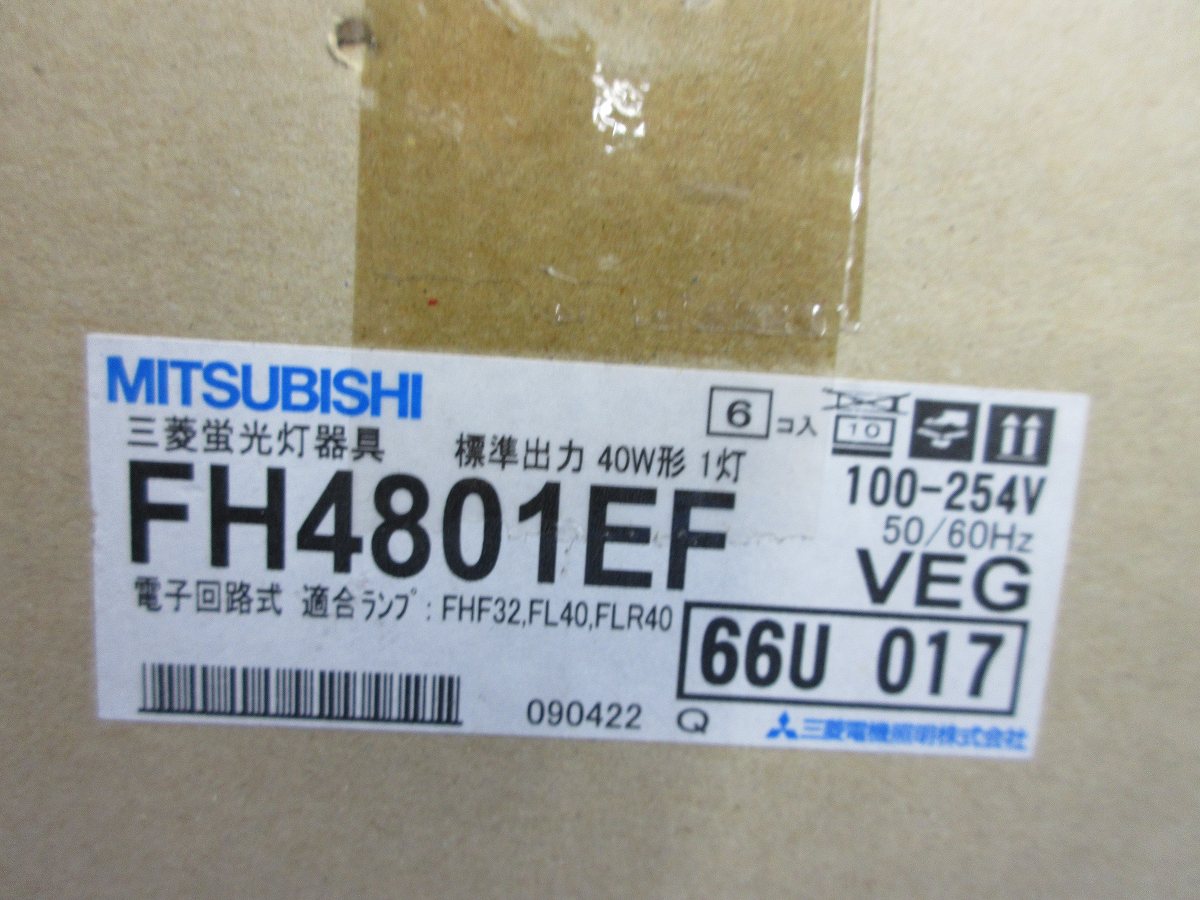 MITSUBISHI
三菱蛍光灯器具 標準出力 40W形 1灯
6 コ入
10
FH4801EF
100-254V
50/60Hz
VEG
電子回路式 適合ランプ : FHF32,FL40,FLR40
66U 017
090422 Q
三菱電機照明株式会社